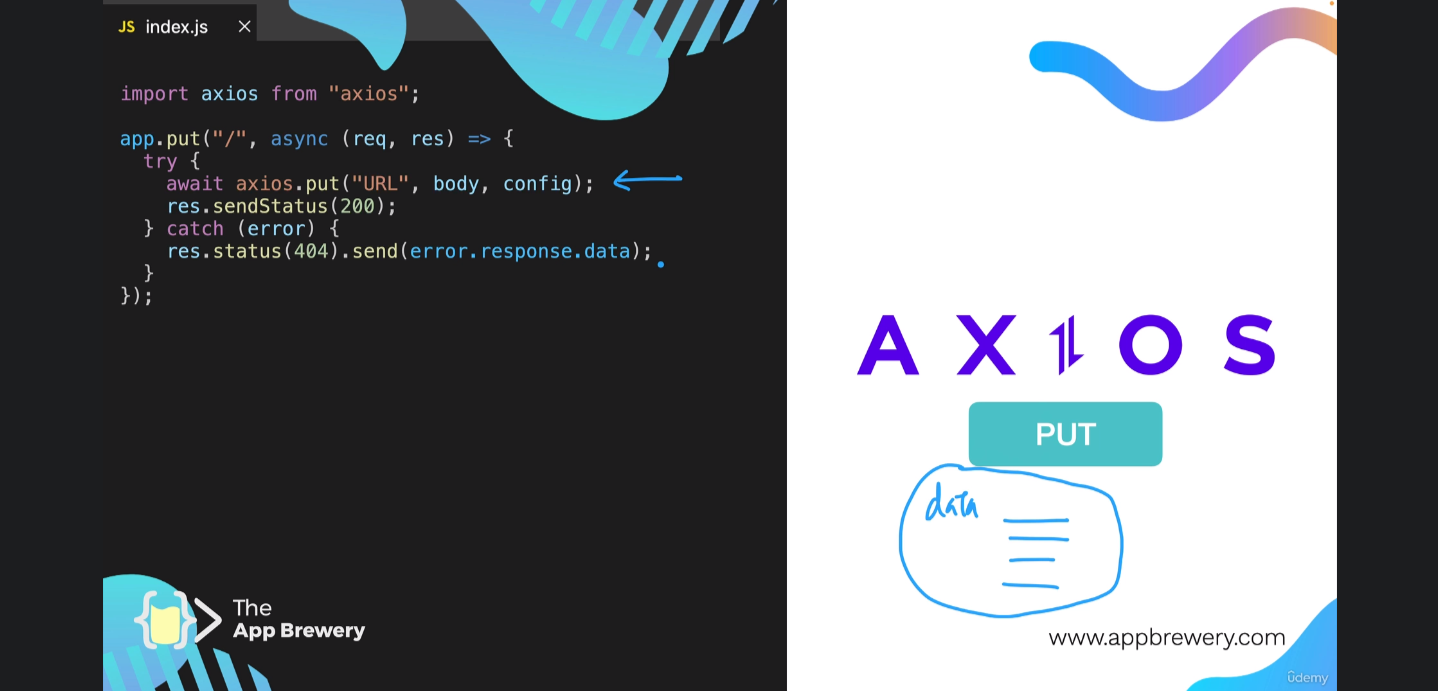 JS index.js ×
import axios from "axios";
app.put("/", async (req, res) => {
  try {
    await axios.put("URL", body, config);
    res.sendStatus(200);
  } catch (error) {
    res.status(404).send(error.response.data);
  }
});
The
App Brewery
AXIOS
PUT
data
www.appbrewery.com
ûdemy